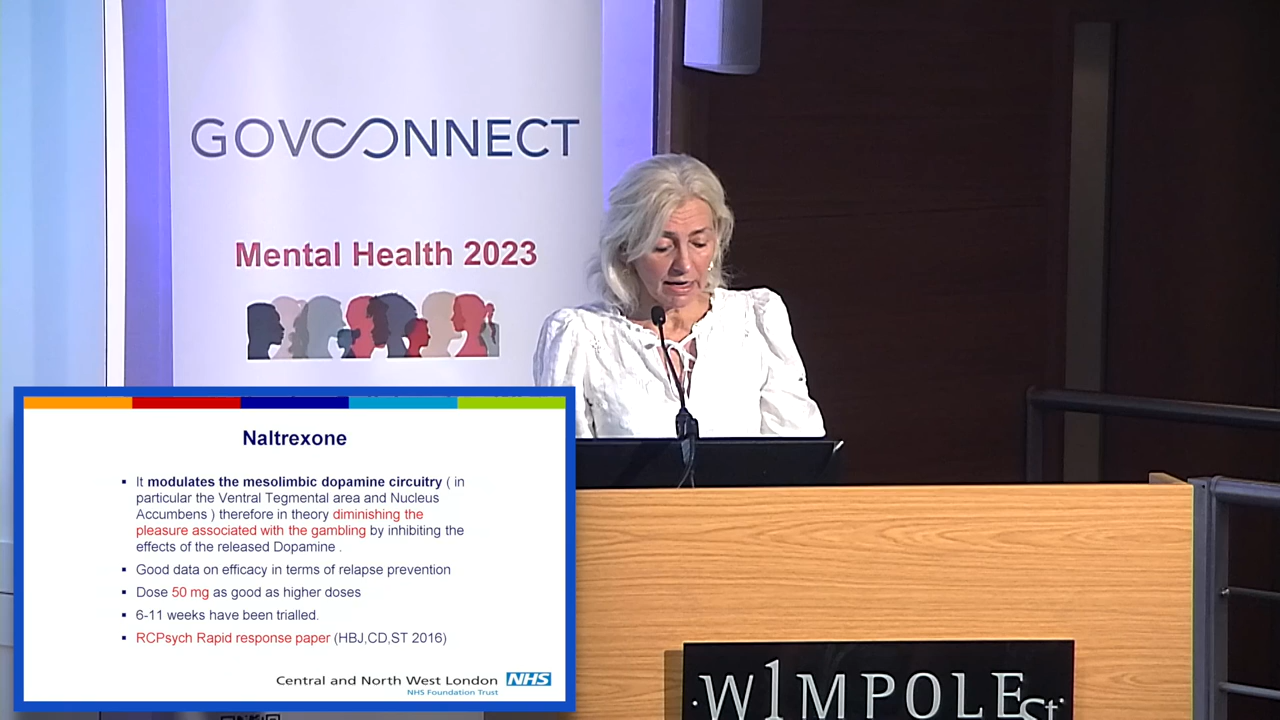 GOVCONNECT
Mental Health 2023
Naltrexone
▪ It modulates the mesolimbic dopamine circuitry ( in
particular the Ventral Tegmental area and Nucleus
Accumbens ) therefore in theory diminishing the
pleasure associated with the gambling by inhibiting the
effects of the released Dopamine .
▪ Good data on efficacy in terms of relapse prevention
▪ Dose 50 mg as good as higher doses
▪ 6-11 weeks have been trialled.
▪ RCPsych Rapid response paper (HBJ,CD,ST 2016)
Central and North West London NHS
NHS Foundation Trust
·W1MPOLE St·